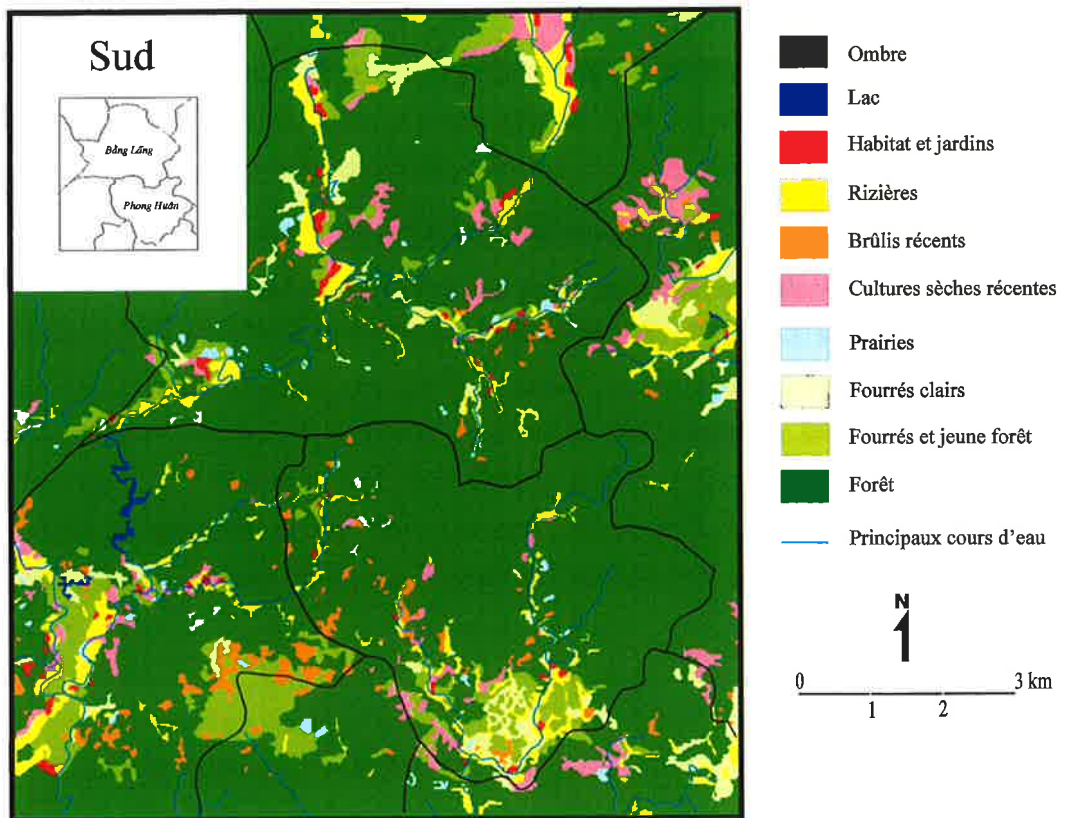 Sud
Bằng Lãng
Phong Huân
Ombre
Lac
Habitat et jardins
Rizières
Brûlis récents
Cultures sèches récentes
Prairies
Fourrés clairs
Fourrés et jeune forêt
Forêt
Principaux cours d'eau
N
0 3 km
1 2